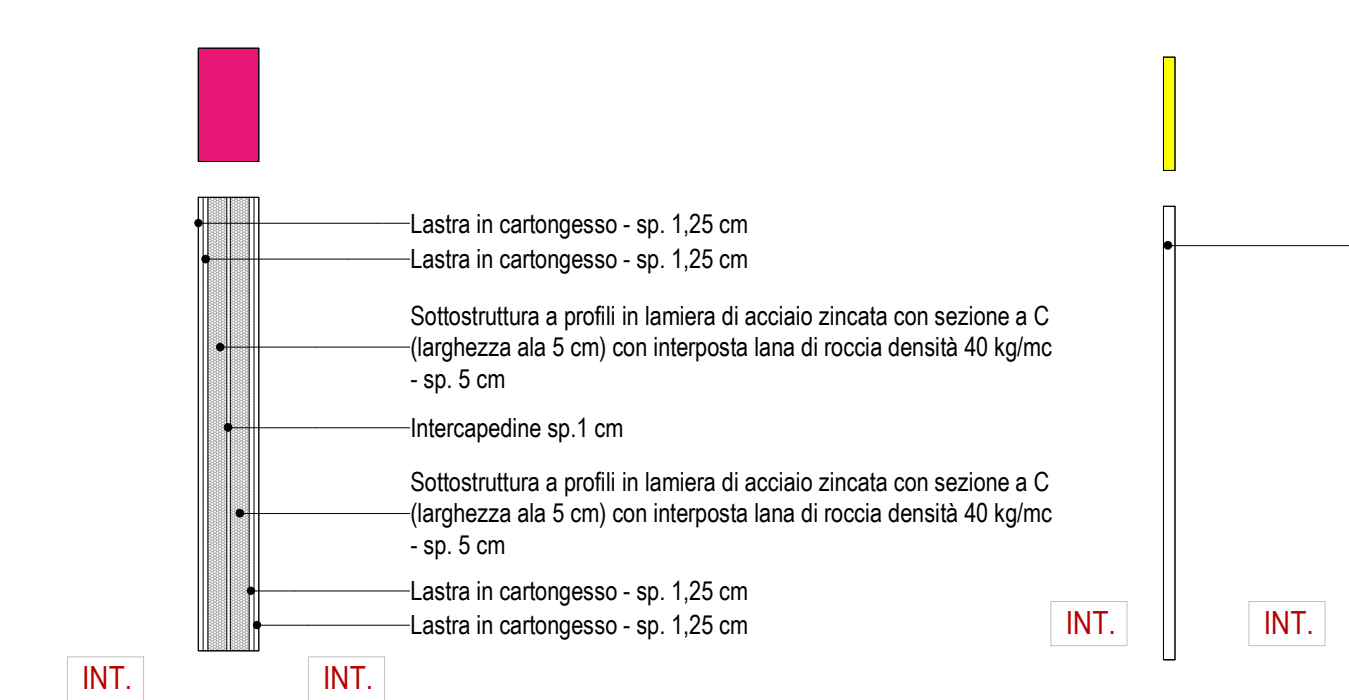 Lastra in cartongesso - sp. 1,25 cm
Lastra in cartongesso - sp. 1,25 cm
Sottostruttura a profili in lamiera di acciaio zincata con sezione a C
(larghezza ala 5 cm) con interposta lana di roccia densità 40 kg/mc
- sp. 5 cm
Intercapedine sp.1 cm
Sottostruttura a profili in lamiera di acciaio zincata con sezione a C
(larghezza ala 5 cm) con interposta lana di roccia densità 40 kg/mc
- sp. 5 cm
Lastra in cartongesso - sp. 1,25 cm
Lastra in cartongesso - sp. 1,25 cm
INT.
INT.
INT.
INT.